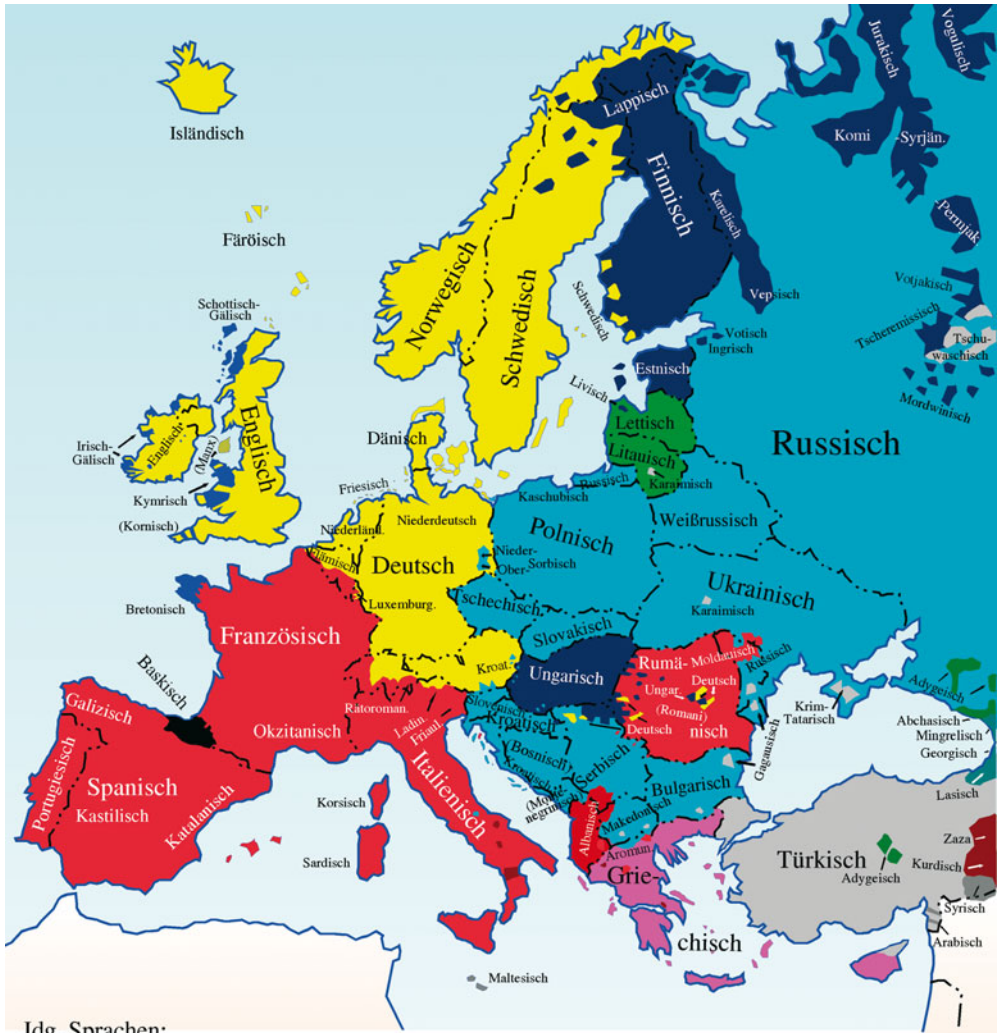 Jurakisch
Vogulisch
Isländisch
Lappisch
Komi
-Syrjän.
Finnisch
Karelisch
-Permjak
Färöisch
Norwegisch
Schwedisch
Schwedisch
Vepsisch
Votjakisch
Tscheremissisch
Tschu-
waschisch
Mordwinisch
Schottisch-
Gälisch
Votisch
Ingrisch
Estnisch
Livisch
Lettisch
Litauisch
Karaimisch
Russisch
Russisch
Irisch-
Gälisch
Englisch
(Manx)
Englisch
Kymrisch
(Kornisch)
Dänisch
Friesisch
Niederländ.
Niederdeutsch
Flämisch
Deutsch
Luxemburg.
Kaschubisch
Polnisch
Nieder-
Ober-
Sorbisch
Weißrussisch
Ukrainisch
Karaimisch
Tschechisch
Slovakisch
Bretonisch
Französisch
Kroat.
Ungarisch
Rumä-
Moldauisch
Russisch
Deutsch
Ungar.
(Romani)
nisch
Deutsch
Baskisch
Galizisch
Okzitanisch
Rätoroman.
Ladin.
Friaul.
Slovenisch
Kroatisch
Bosnisch
Kroatisch
Serbisch
(Monte-
negrinisch)
Gagausisch
Krim-
Tatarisch
Adygeisch
Abchasisch
Mingrelisch
Georgisch
Lasisch
Portugiesisch
Spanisch
Kastilisch
Katalanisch
Korsisch
Sardisch
Italienisch
Bulgarisch
Makedonisch
Albanisch
Aromun.
Grie-
chisch
Türkisch
Adygeisch
Zaza
Kurdisch
Syrisch
Arabisch
Maltesisch
Idg. Sprachen: